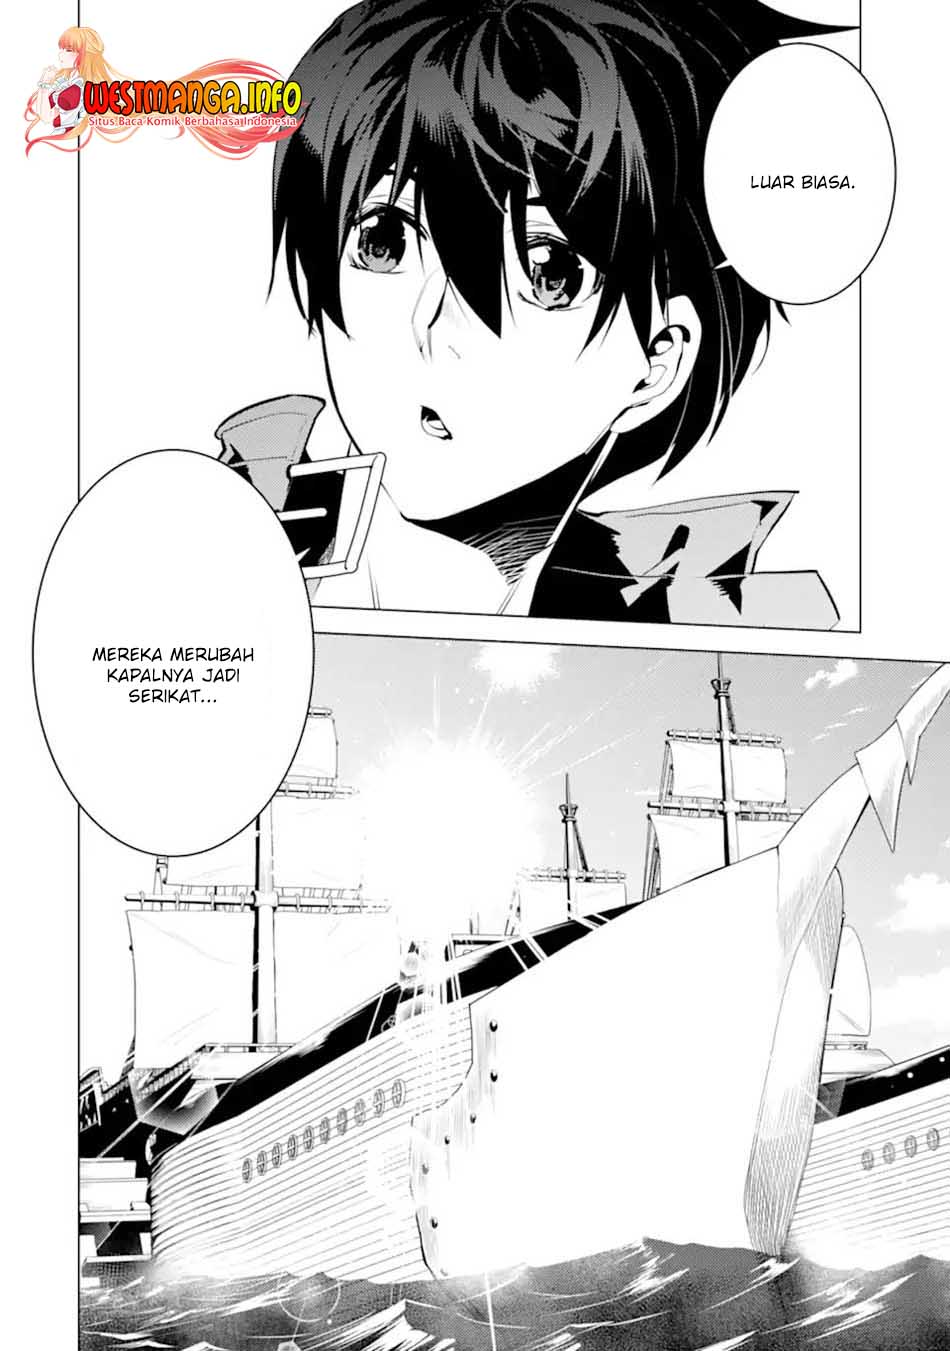 WESTMANGA.INFO
Situs Baca Komik Berbahasa Indonesia
LUAR BIASA.
MEREKA MERUBAH
KAPALNYA JADI
SERIKAT...